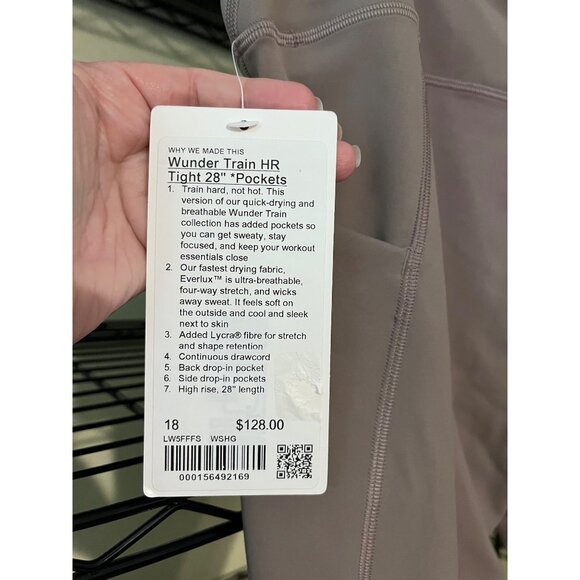 WHY WE MADE THIS
Wunder Train HR
Tight 28" *Pockets
1. Train hard, not hot. This
version of our quick-drying and
breathable Wunder Train
collection has added pockets so
you can get sweaty, stay
focused, and keep your workout
essentials close
2. Our fastest drying fabric,
Everlux™ is ultra-breathable,
four-way stretch, and wicks
away sweat. It feels soft on
the outside and cool and sleek
next to skin
3. Added Lycra® fibre for stretch
and shape retention
4. Continuous drawcord
5. Back drop-in pocket
6. Side drop-in pockets
7. High rise, 28" length
18 $128.00
LW5FFFS WSHG
000156492169